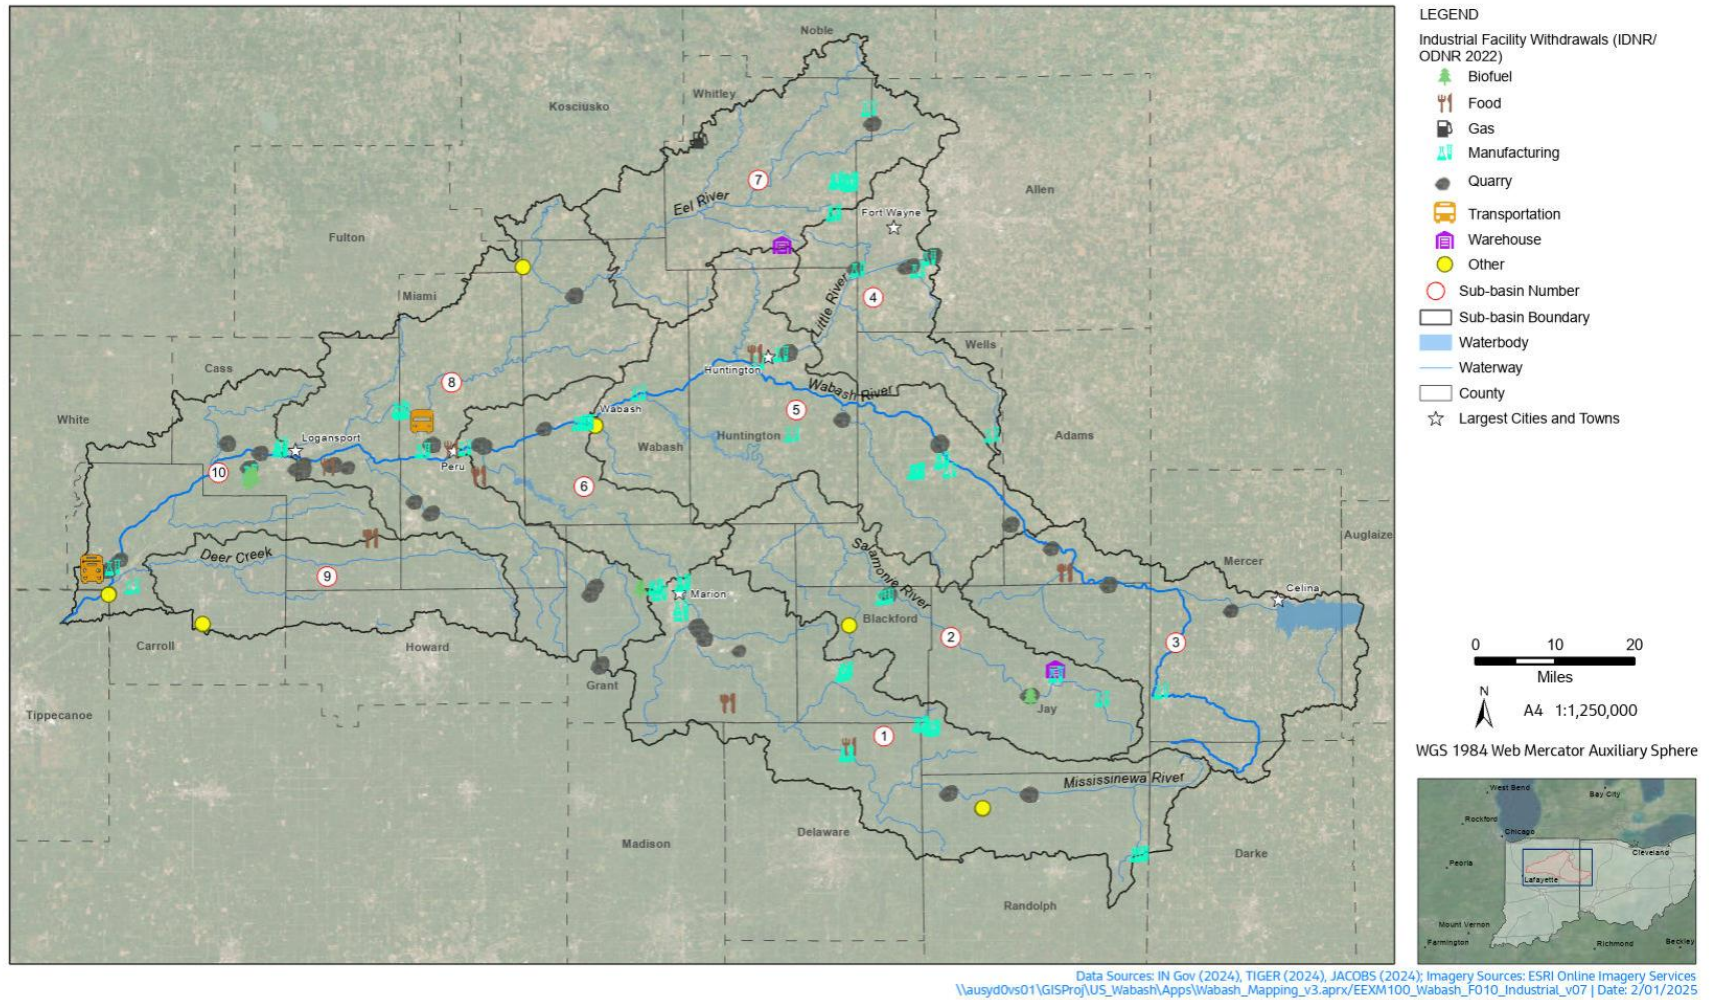 Noble
Whitley
Kosciusko
7
Allen
Eel River
Fort Wayne
Fulton
Miami
4
Little River
Wells
Cass
8
Huntington
Wabash River
White
Wabash
5
Logansport
Wabash
Huntington
Adams
Peru
10
6
Auglaize
Deer Creek
Salamonie River
Mercer
9
Celina
Marion
Blackford
Carroll
Howard
2
3
Grant
Jay
Tippecanoe
1
Mississinewa River
Delaware
Madison
Darke
Randolph
LEGEND
Industrial Facility Withdrawals (IDNR/
ODNR 2022)
Biofuel
Food
Gas
Manufacturing
Quarry
Transportation
Warehouse
Other
Sub-basin Number
Sub-basin Boundary
Waterbody
Waterway
County
Largest Cities and Towns
0 10 20
Miles
N
A4 1:1,250,000
WGS 1984 Web Mercator Auxiliary Sphere
West Bend
Bay City
Rockford
Chicago
Cleveland
Peoria
Lafayette
Mount Vernon
Farmington
Richmond
Beckley
Data Sources: IN Gov (2024), TIGER (2024), JACOBS (2024); Imagery Sources: ESRI Online Imagery Services
\\ausyd0vs01\GISProj\US_Wabash\Apps\Wabash_Mapping_v3.aprx/EEXM100_Wabash_F010_Industrial_v07 | Date: 2/01/2025